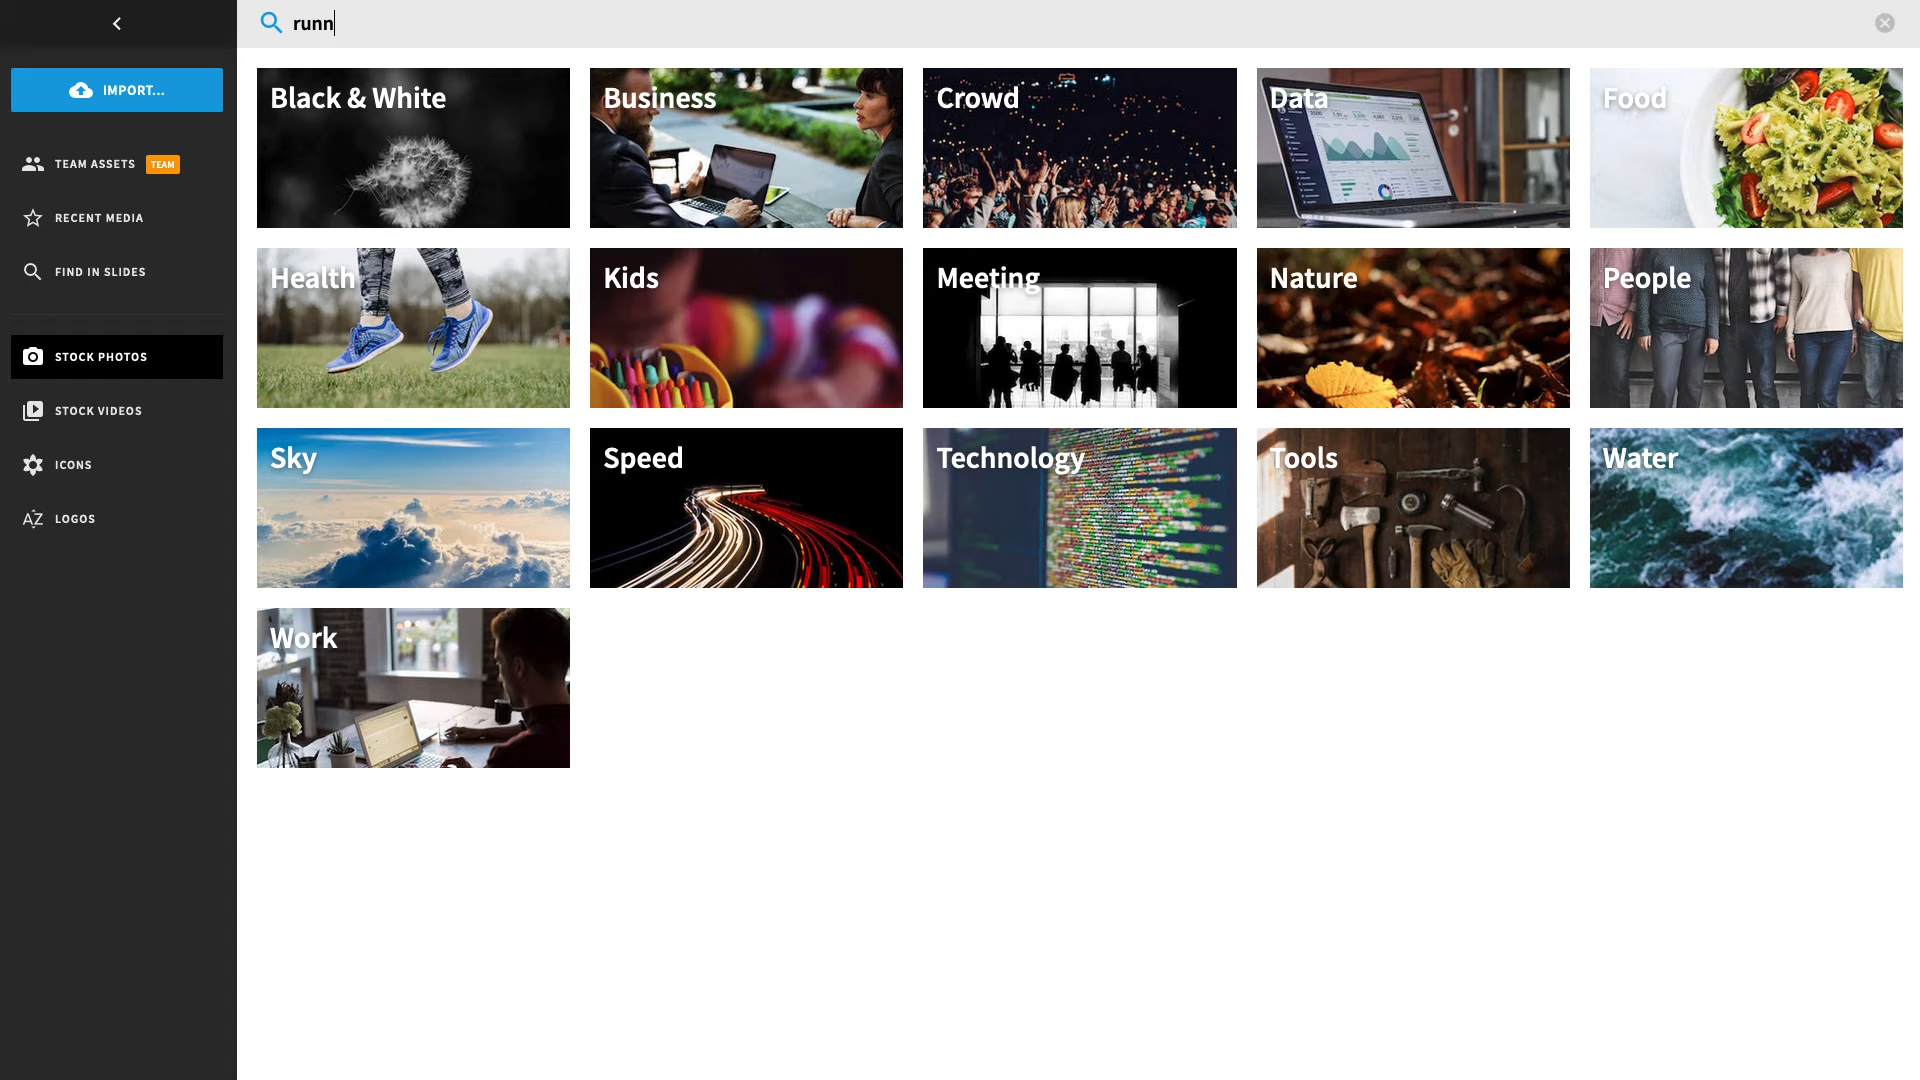 runn
IMPORT...
TEAM ASSETS TEAM
RECENT MEDIA
FIND IN SLIDES
STOCK PHOTOS
STOCK VIDEOS
ICONS
LOGOS
Black & White
Business
Crowd
Data
Food
Health
Kids
Meeting
Nature
People
Sky
Speed
Technology
Tools
Water
Work